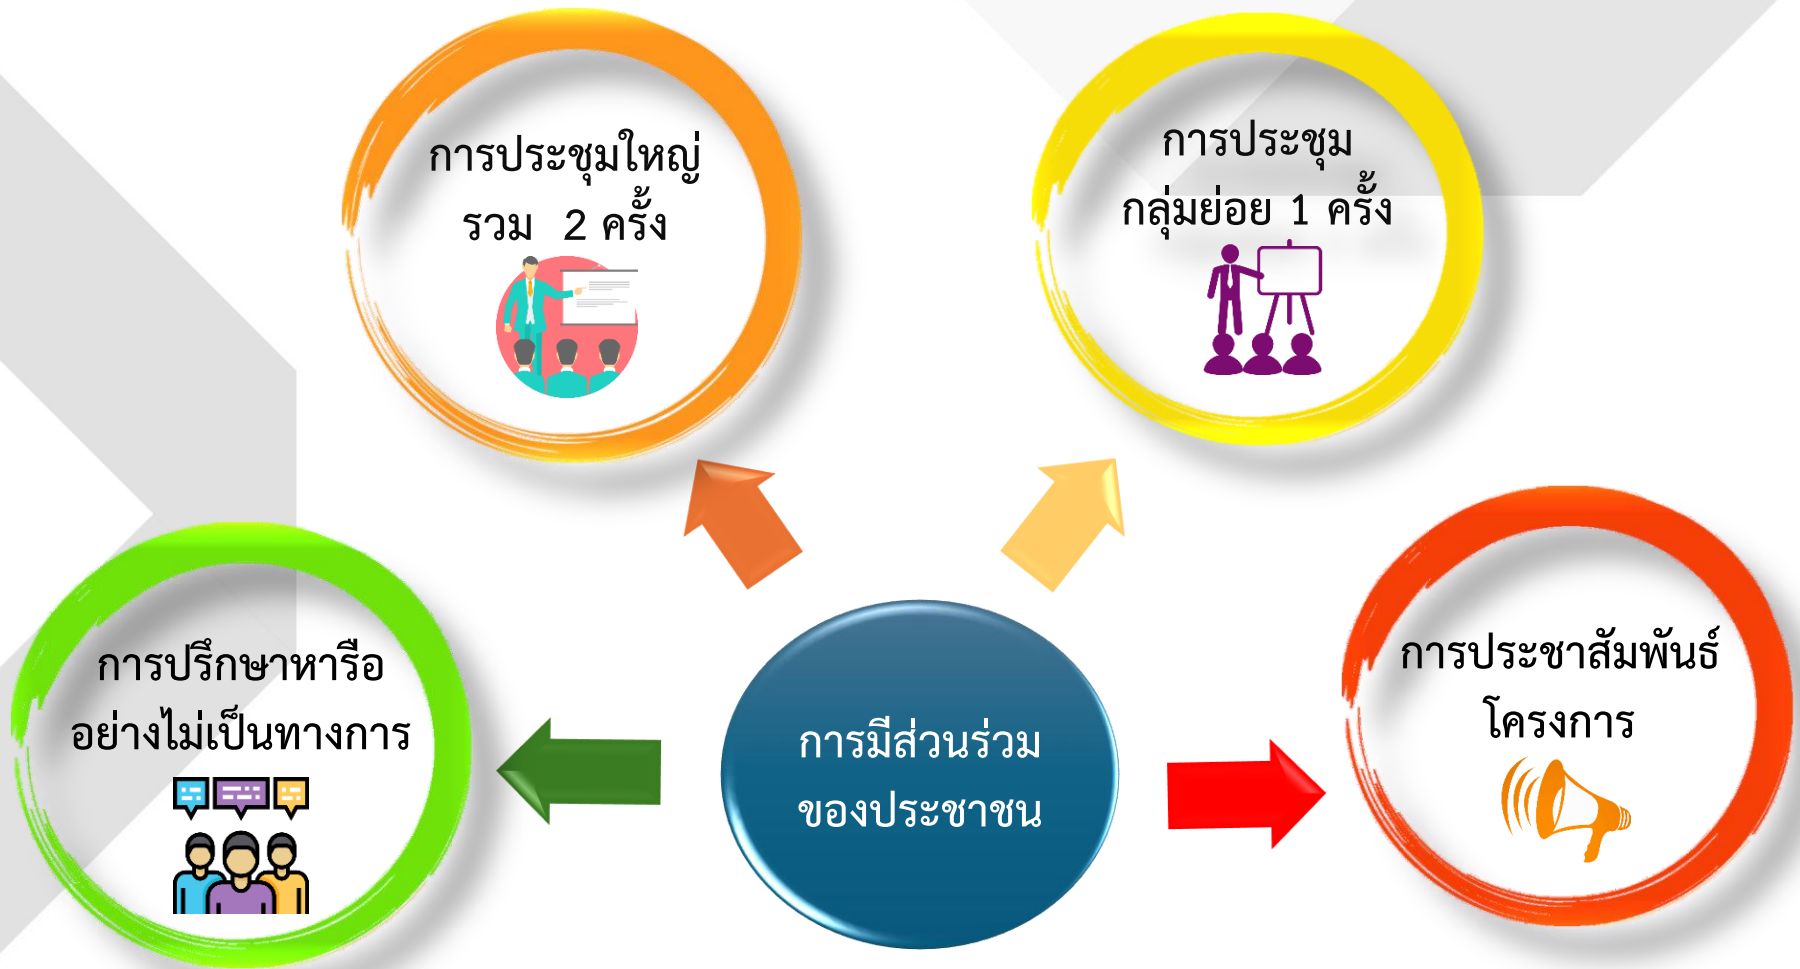 การประชุมใหญ่
รวม 2 ครั้ง
การประชุม
กลุ่มย่อย 1 ครั้ง
การปรึกษาหารือ
อย่างไม่เป็นทางการ
การมีส่วนร่วม
ของประชาชน
การประชาสัมพันธ์
โครงการ